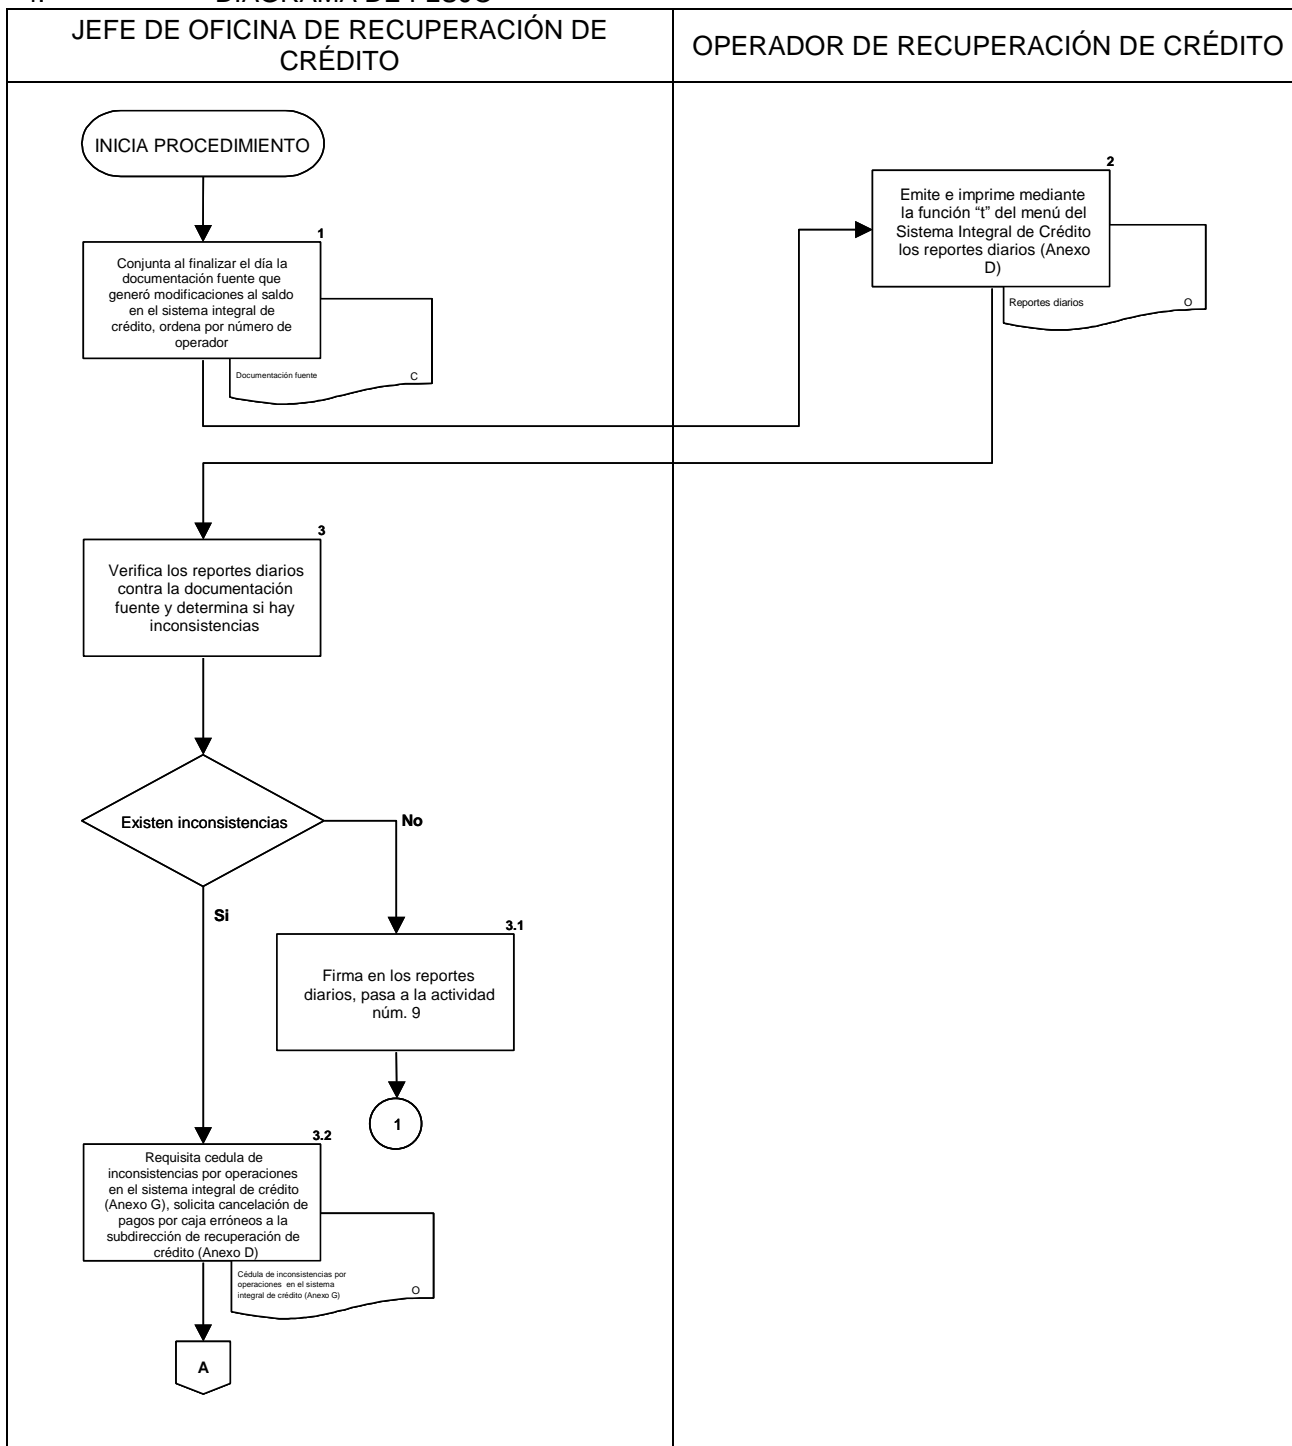 JEFE DE OFICINA DE RECUPERACIÓN DE
CRÉDITO
OPERADOR DE RECUPERACIÓN DE CRÉDITO
INICIA PROCEDIMIENTO
1
Conjunta al finalizar el día la
documentación fuente que
generó modificaciones al saldo
en el sistema integral de
crédito, ordena por número de
operador
Documentación fuente
C
2
Emite e imprime mediante
la función “t” del menú del
Sistema Integral de Crédito
los reportes diarios (Anexo
D)
Reportes diarios
O
3
Verifica los reportes diarios
contra la documentación
fuente y determina si hay
inconsistencias
Existen inconsistencias
No
Si
3.1
Firma en los reportes
diarios, pasa a la actividad
núm. 9
1
3.2
Requisita cedula de
inconsistencias por operaciones
en el sistema integral de crédito
(Anexo G), solicita cancelación de
pagos por caja erróneos a la
subdirección de recuperación de
crédito (Anexo D)
Cédula de inconsistencias por
operaciones en el sistema
integral de crédito (Anexo G)
O
A